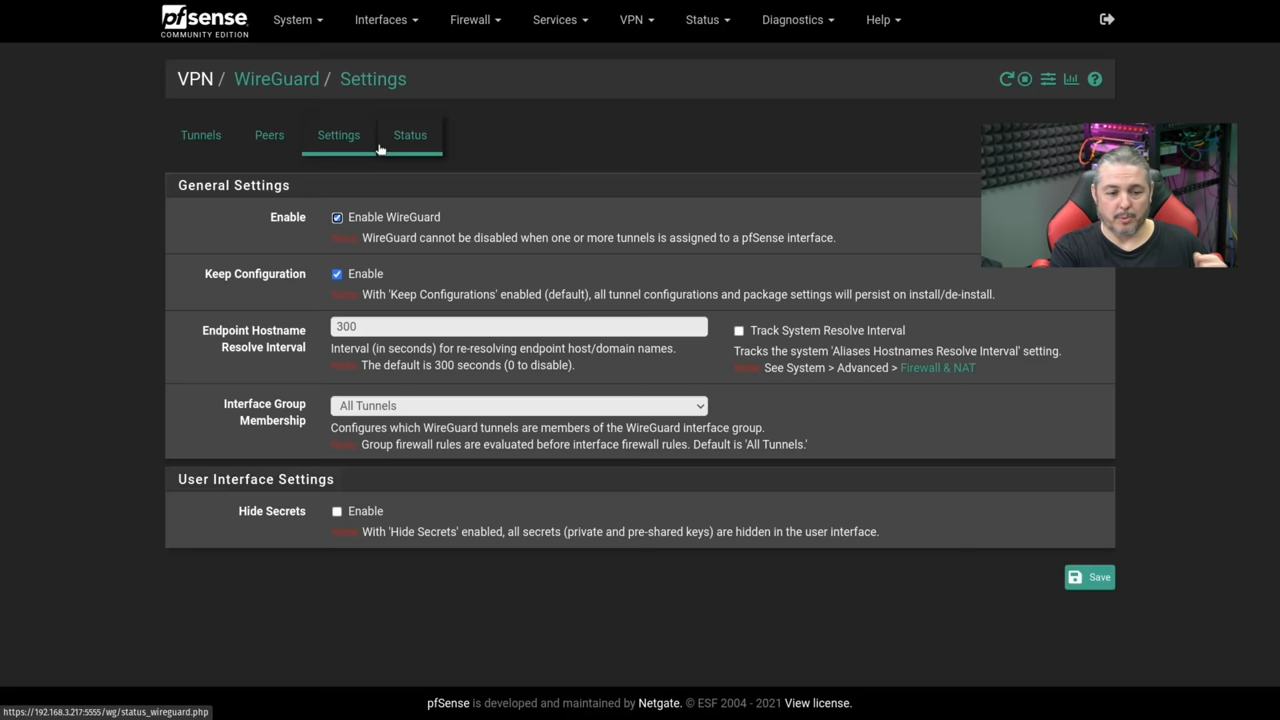 pfsense
COMMUNITY EDITION
System Interfaces Firewall Services VPN Status Diagnostics Help
VPN / WireGuard / Settings
Tunnels Peers Settings Status
General Settings
Enable
Enable WireGuard
WireGuard cannot be disabled when one or more tunnels is assigned to a pfSense interface.
Keep Configuration
Enable
With 'Keep Configurations' enabled (default), all tunnel configurations and package settings will persist on install/de-install.
Endpoint Hostname
Resolve Interval
300
Interval (in seconds) for re-resolving endpoint host/domain names.
The default is 300 seconds (0 to disable).
Track System Resolve Interval
Tracks the system 'Aliases Hostnames Resolve Interval' setting.
See System > Advanced > Firewall & NAT
Interface Group
Membership
All Tunnels
Configures which WireGuard tunnels are members of the WireGuard interface group.
Group firewall rules are evaluated before interface firewall rules. Default is 'All Tunnels.'
User Interface Settings
Hide Secrets
Enable
With 'Hide Secrets' enabled, all secrets (private and pre-shared keys) are hidden in the user interface.
Save
pfSense is developed and maintained by Netgate. © ESF 2004 - 2021 View license.
https://192.168.3.217:5555/wg/status_wireguard.php